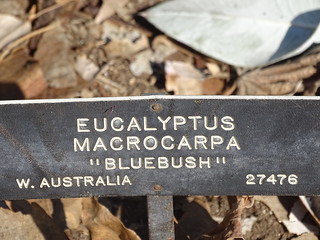 EUCALYPTUS
MACROCARPA
"BLUEBUSH"
W. AUSTRALIA 27476